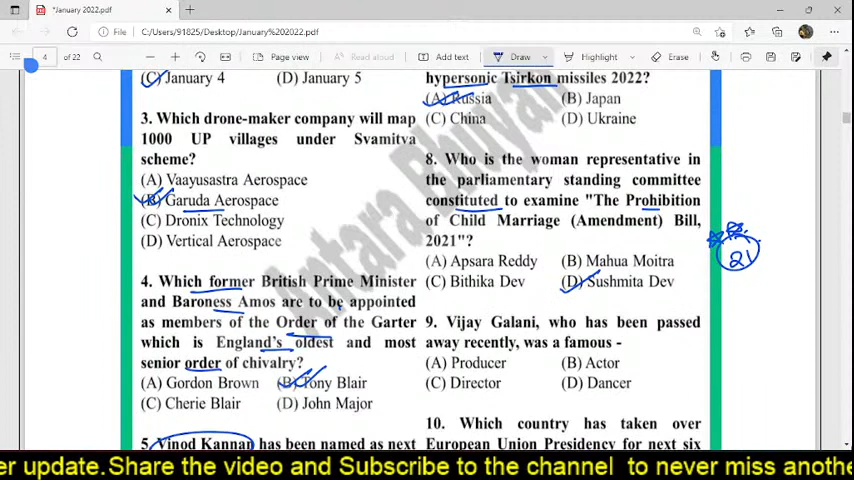 *January 2022.pdf
File
C:/Users/91825/Desktop/January%202022.pdf
4
of 22
Page view
Read aloud
Add text
Draw
Highlight
Erase
(C) January 4 (D) January 5
3. Which drone-maker company will map
1000 UP villages under Svamitva
scheme?
(A) Vaayusastra Aerospace
(B) Garuda Aerospace
(C) Dronix Technology
(D) Vertical Aerospace
4. Which former British Prime Minister
and Baroness Amos are to be appointed
as members of the Order of the Garter
which is England's oldest and most
senior order of chivalry?
(A) Gordon Brown (B) Tony Blair
(C) Cherie Blair (D) John Major
5. Vinod Kannan has been named as next
hypersonic Tsirkon missiles 2022?
(A) Russia (B) Japan
(C) China (D) Ukraine
8. Who is the woman representative in
the parliamentary standing committee
constituted to examine "The Prohibition
of Child Marriage (Amendment) Bill,
2021"?
(A) Apsara Reddy (B) Mahua Moitra
(C) Bithika Dev (D) Sushmita Dev
9. Vijay Galani, who has been passed
away recently, was a famous -
(A) Producer (B) Actor
(C) Director (D) Dancer
10. Which country has taken over
European Union Presidency for next six
21
Antara Bhuyan
er update.Share the video and Subscribe to the channel to never miss anothe